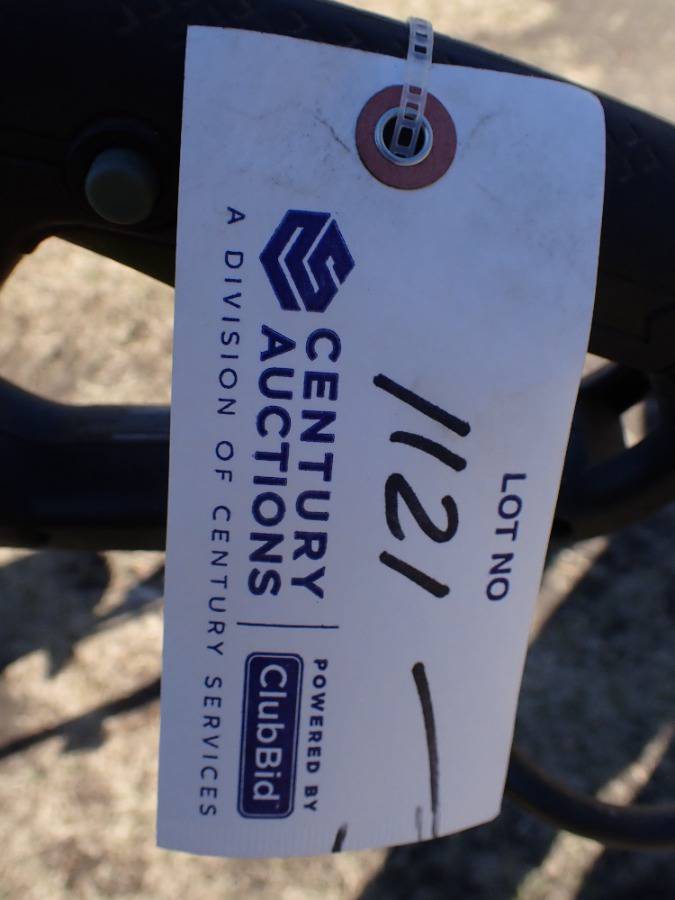 LOT NO
1121
CENTURY
AUCTIONS
A DIVISION OF CENTURY SERVICES
POWERED BY
ClubBid